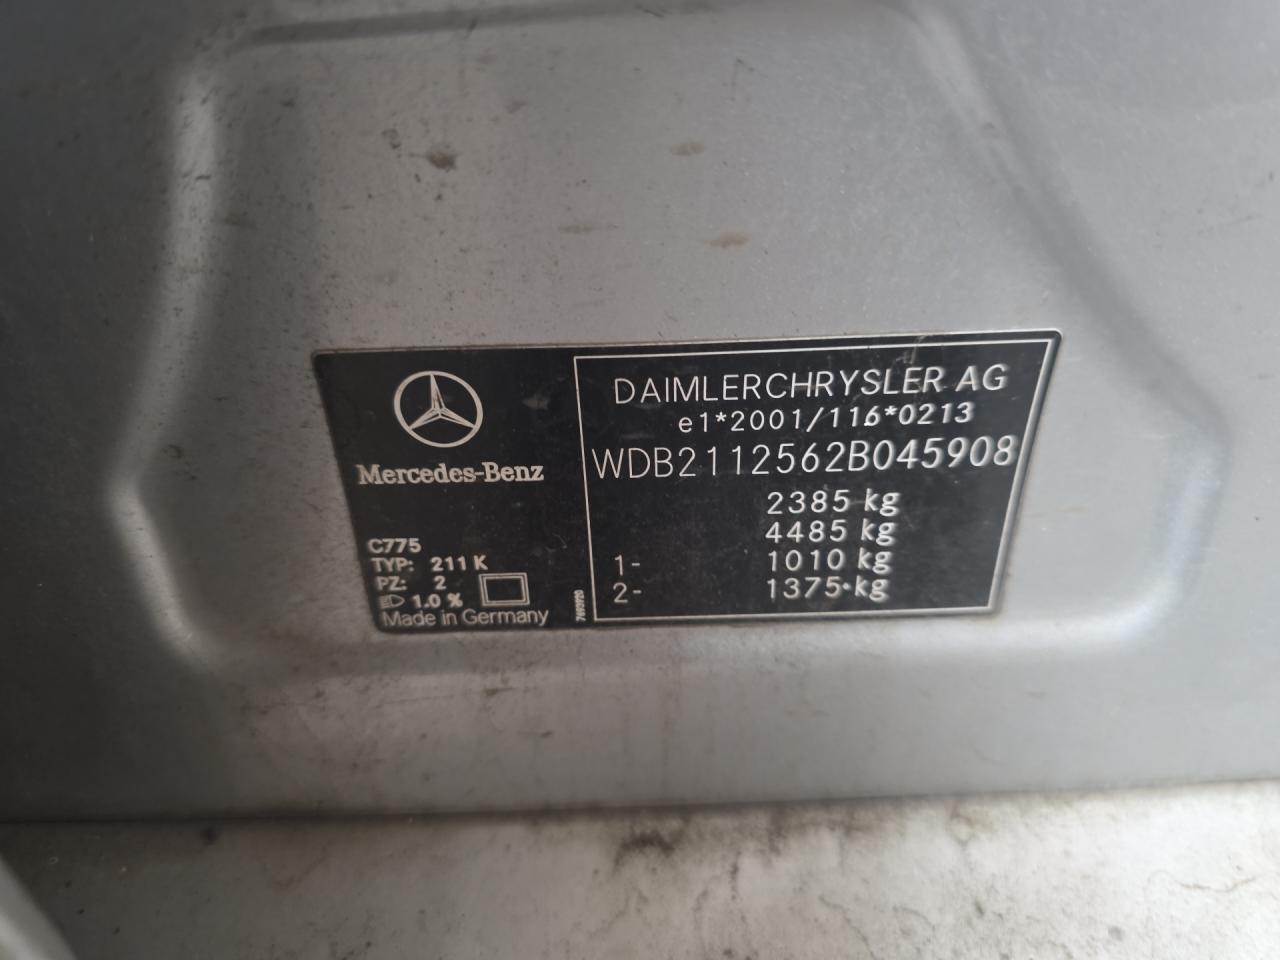 Mercedes-Benz
C775
TYP: 211 K
PZ: 2
1.0 %
Made in Germany
7693720
DAIMLERCHRYSLER AG
e1*2001/116*0213
WDB2112562B045908
2385 kg
4485 kg
1- 1010 kg
2- 1375 kg